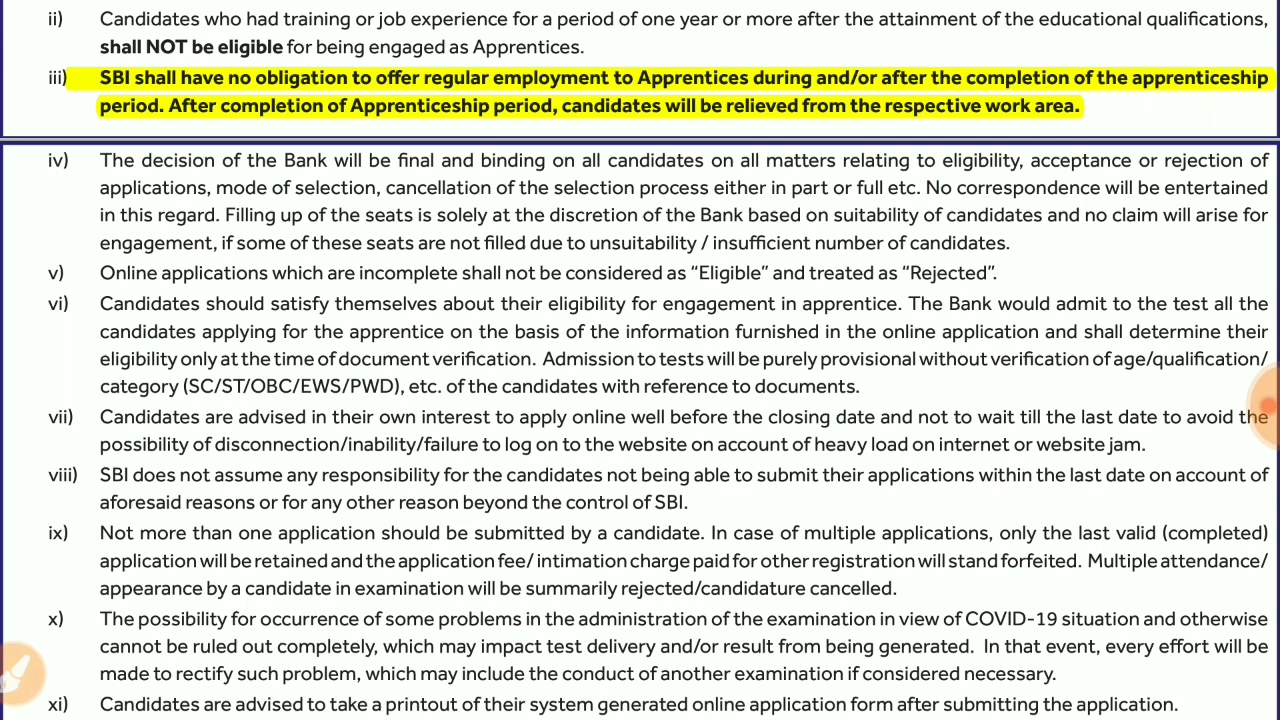 ii) Candidates who had training or job experience for a period of one year or more after the attainment of the educational qualifications,
shall NOT be eligible for being engaged as Apprentices.
iii) SBI shall have no obligation to offer regular employment to Apprentices during and/or after the completion of the apprenticeship
period. After completion of Apprenticeship period, candidates will be relieved from the respective work area.
iv) The decision of the Bank will be final and binding on all candidates on all matters relating to eligibility, acceptance or rejection of
applications, mode of selection, cancellation of the selection process either in part or full etc. No correspondence will be entertained
in this regard. Filling up of the seats is solely at the discretion of the Bank based on suitability of candidates and no claim will arise for
engagement, if some of these seats are not filled due to unsuitability / insufficient number of candidates.
v) Online applications which are incomplete shall not be considered as “Eligible” and treated as “Rejected”.
vi) Candidates should satisfy themselves about their eligibility for engagement in apprentice. The Bank would admit to the test all the
candidates applying for the apprentice on the basis of the information furnished in the online application and shall determine their
eligibility only at the time of document verification. Admission to tests will be purely provisional without verification of age/qualification/
category (SC/ST/OBC/EWS/PWD), etc. of the candidates with reference to documents.
vii) Candidates are advised in their own interest to apply online well before the closing date and not to wait till the last date to avoid the
possibility of disconnection/inability/failure to log on to the website on account of heavy load on internet or website jam.
viii) SBI does not assume any responsibility for the candidates not being able to submit their applications within the last date on account of
aforesaid reasons or for any other reason beyond the control of SBI.
ix) Not more than one application should be submitted by a candidate. In case of multiple applications, only the last valid (completed)
application will be retained and the application fee/ intimation charge paid for other registration will stand forfeited. Multiple attendance/
appearance by a candidate in examination will be summarily rejected/candidature cancelled.
x) The possibility for occurrence of some problems in the administration of the examination in view of COVID-19 situation and otherwise
cannot be ruled out completely, which may impact test delivery and/or result from being generated. In that event, every effort will be
made to rectify such problem, which may include the conduct of another examination if considered necessary.
xi) Candidates are advised to take a printout of their system generated online application form after submitting the application.